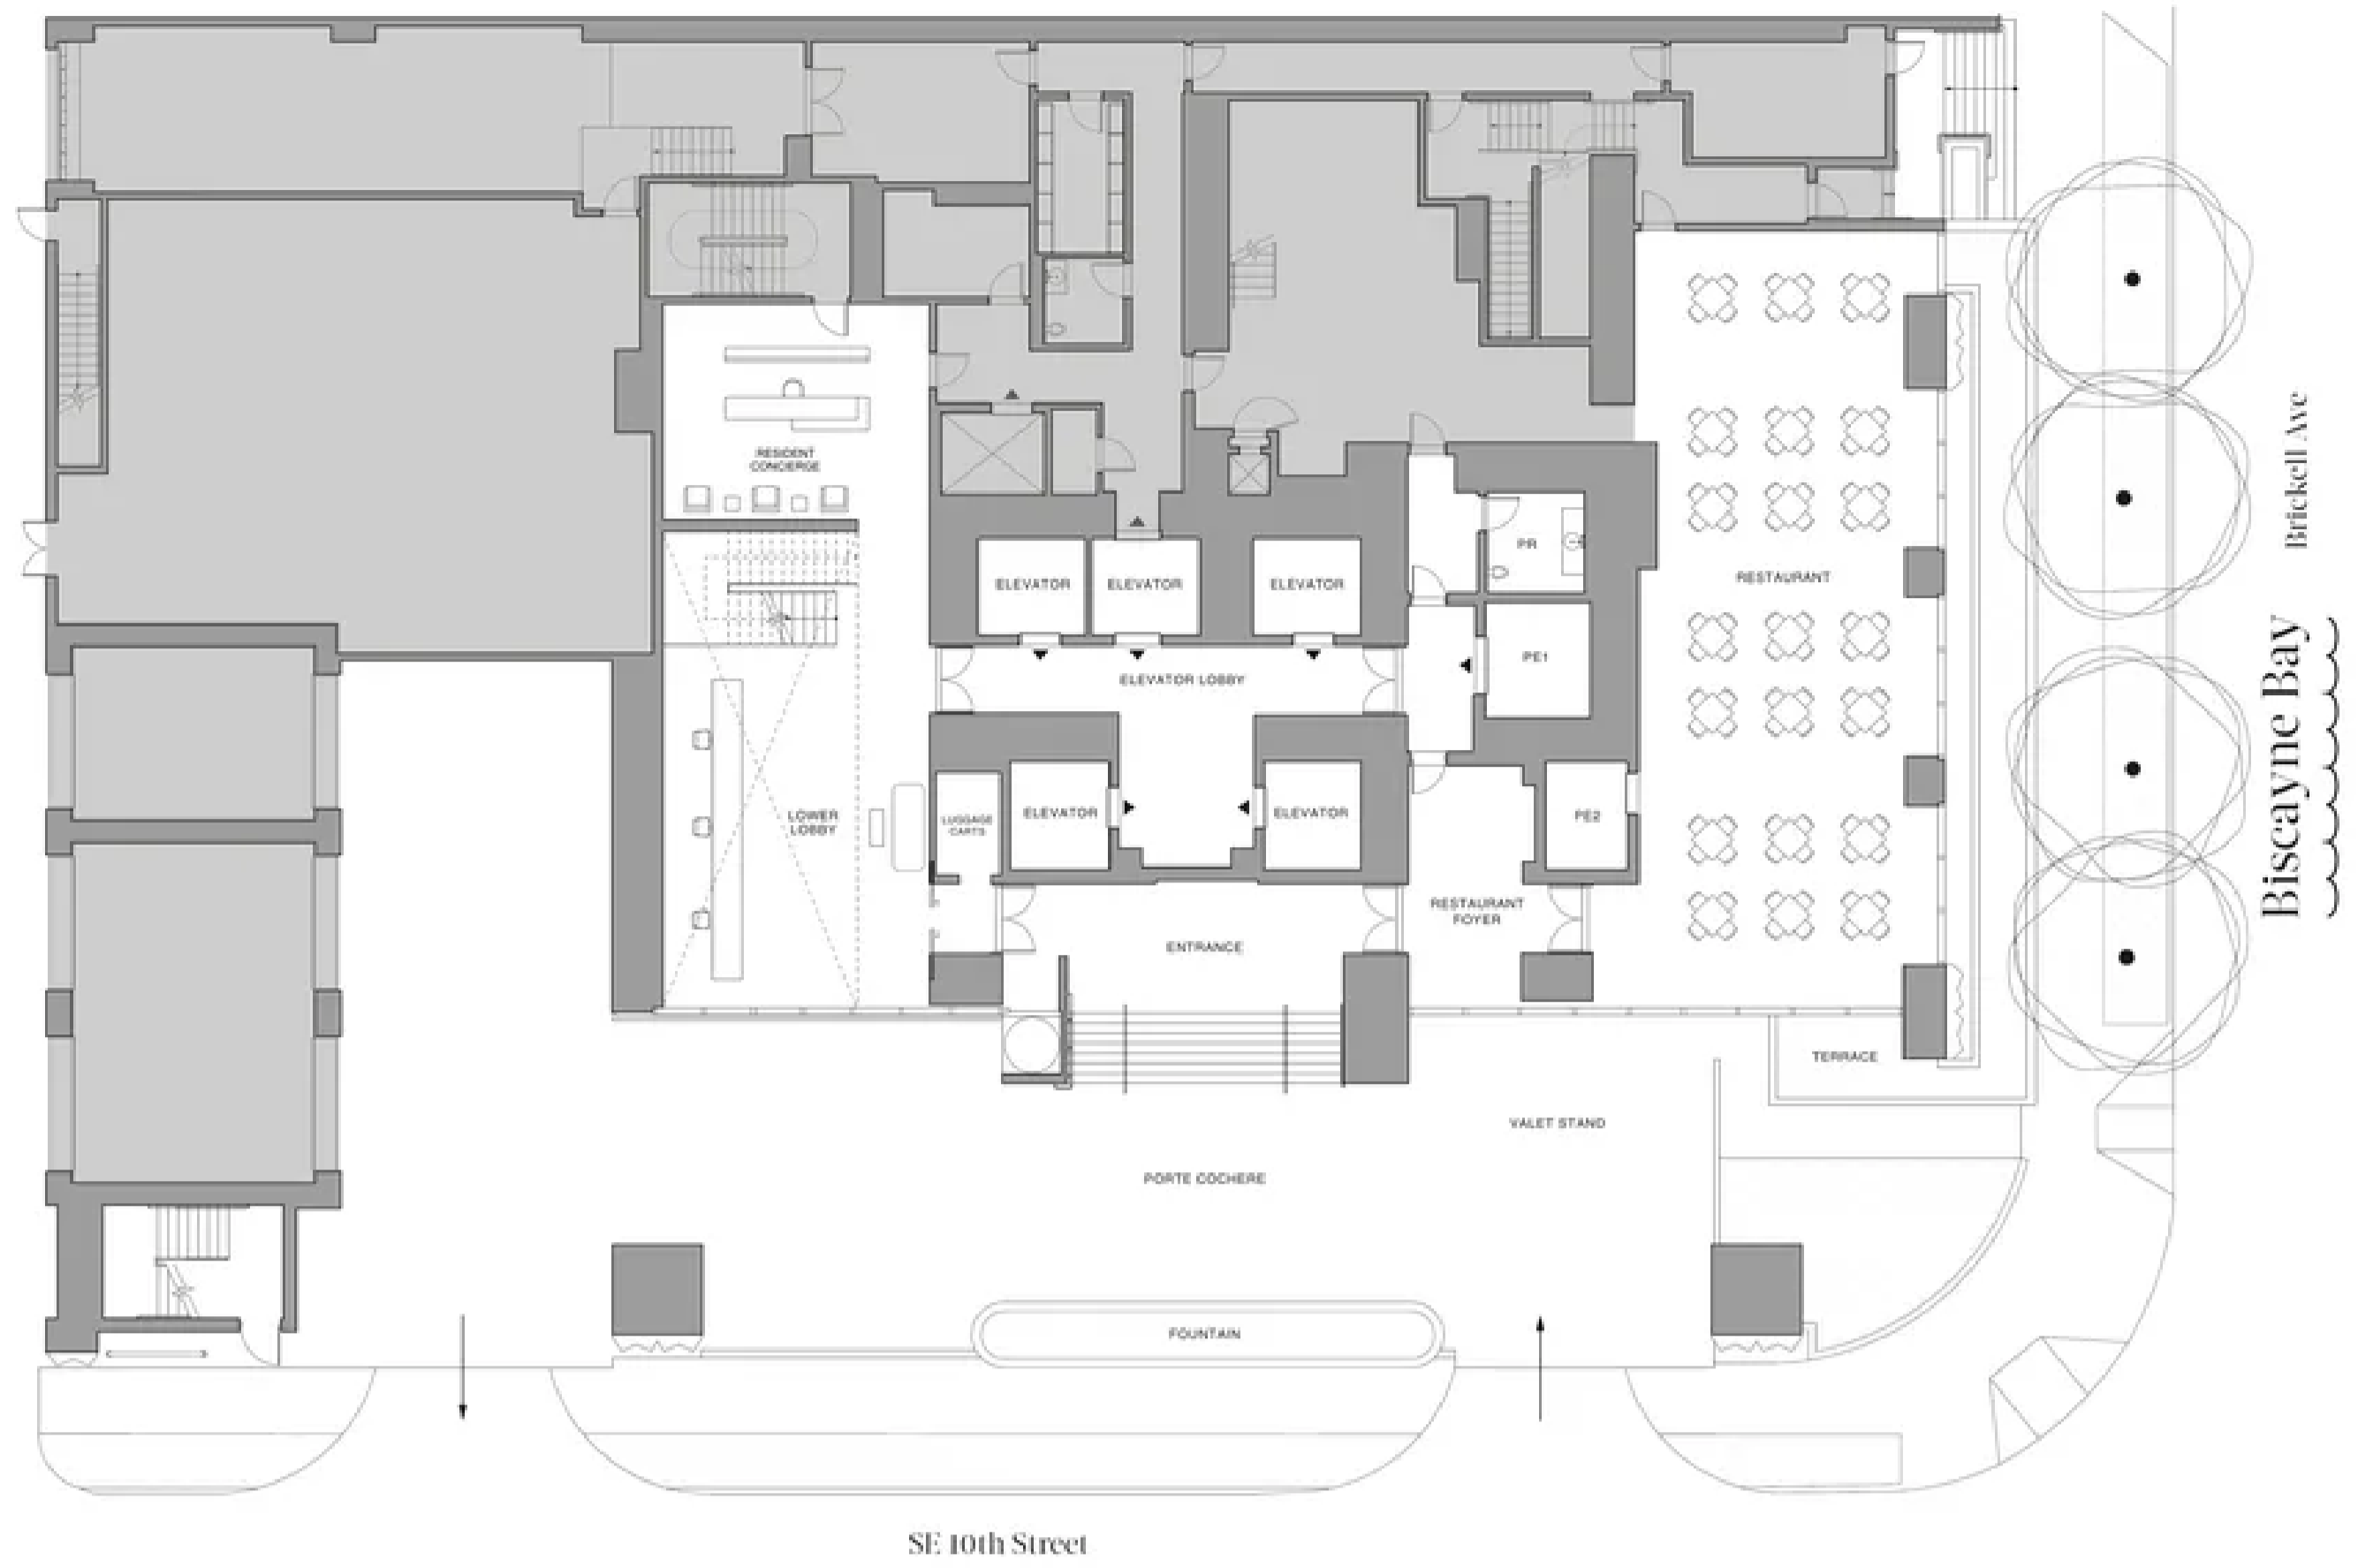 RESIDENT
CONCIERGE
ELEVATOR
ELEVATOR
ELEVATOR
PR
RESTAURANT
Brickell Ave
PE1
ELEVATOR LOBBY
Biscayne Bay
LOWER
LOBBY
LUGGAGE
CARTS
ELEVATOR
ELEVATOR
PE2
RESTAURANT
FOYER
ENTRANCE
TERRACE
VALET STAND
PORTE COCHERE
FOUNTAIN
SE 10th Street